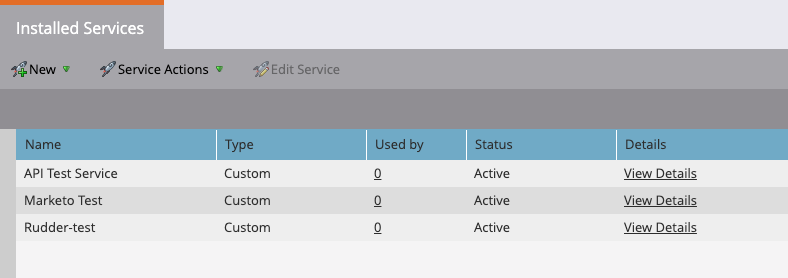 Installed Services
New Service Actions Edit Service
Name Type Used by Status Details
API Test Service Custom 0 Active View Details
Marketo Test Custom 0 Active View Details
Rudder-test Custom 0 Active View Details